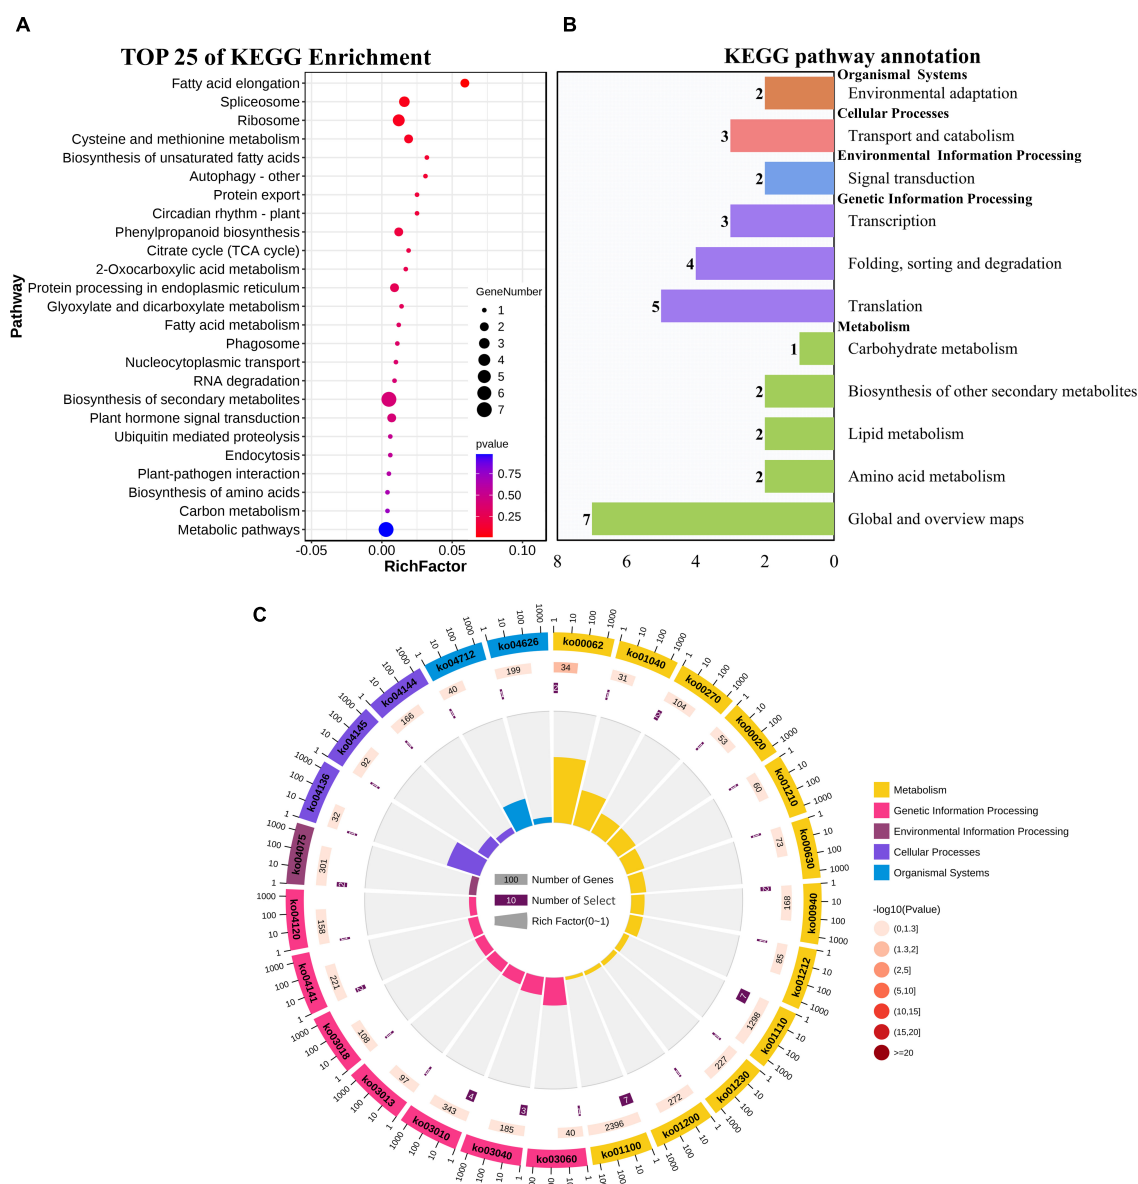 A
TOP 25 of KEGG Enrichment
Pathway
Fatty acid elongation
Spliceosome
Ribosome
Cysteine and methionine metabolism
Biosynthesis of unsaturated fatty acids
Autophagy - other
Protein export
Circadian rhythm - plant
Phenylpropanoid biosynthesis
Citrate cycle (TCA cycle)
2-Oxocarboxylic acid metabolism
Protein processing in endoplasmic reticulum
Glyoxylate and dicarboxylate metabolism
Fatty acid metabolism
Phagosome
Nucleocytoplasmic transport
RNA degradation
Biosynthesis of secondary metabolites
Plant hormone signal transduction
Ubiquitin mediated proteolysis
Endocytosis
Plant-pathogen interaction
Biosynthesis of amino acids
Carbon metabolism
Metabolic pathways
-0.05 0.00 0.05 0.10
RichFactor
GeneNumber
1
2
3
4
5
6
7
pvalue
0.75
0.50
0.25
B
KEGG pathway annotation
Organismal Systems
2 Environmental adaptation
Cellular Processes
3 Transport and catabolism
Environmental Information Processing
2 Signal transduction
Genetic Information Processing
3 Transcription
4 Folding, sorting and degradation
5 Translation
Metabolism
1 Carbohydrate metabolism
2 Biosynthesis of other secondary metabolites
2 Lipid metabolism
2 Amino acid metabolism
7 Global and overview maps
8 6 4 2 0
C
ko00062 34 2
ko01040 31
ko00270 104 2
ko00020 53
ko01210 60
ko00630 73
ko00940 168 2
ko01212 85
ko01110 1298 7
ko01230 227
ko01200 272
ko01100 2396 7
ko03060 40
ko03040 185 3
ko03010 343 4
ko03013 97
ko03018 108
ko04141 221 2
ko04120 158
ko04075 301 2
ko04136 32
ko04145 92
ko04144 166
ko04712 40
ko04626 199
1 10 100 1000
100 Number of Genes
10 Number of Select
Rich Factor(0~1)
Metabolism
Genetic Information Processing
Environmental Information Processing
Cellular Processes
Organismal Systems
-log10(Pvalue)
(0,1.3]
(1.3,2]
(2,5]
(5,10]
(10,15]
(15,20]
>=20